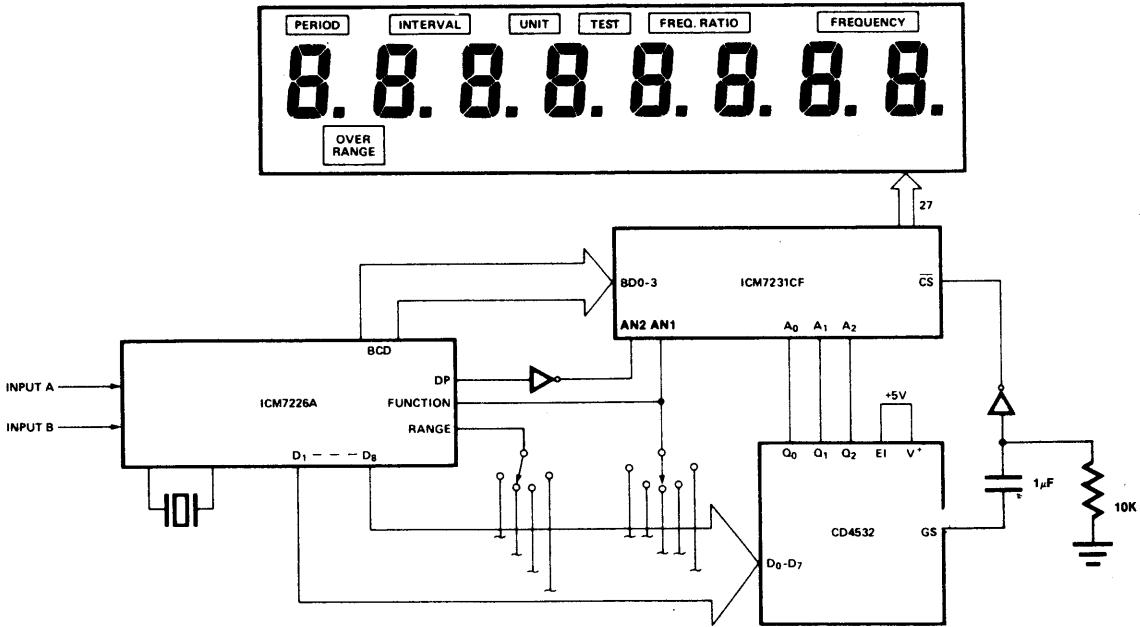 PERIOD INTERVAL UNIT TEST FREQ. RATIO FREQUENCY
8. 8. 8. 8. 8. 8. 8. 8.
OVER
RANGE
27
BD0-3 ICM7231CF C̅S̅
AN2 AN1 A₀ A₁ A₂
BCD
INPUT A
DP
ICM7226A FUNCTION
INPUT B
RANGE
+5V
D₁ D₈
Q₀ Q₁ Q₂ EI V⁺
1μF
10K
CD4532 GS
D₀-D₇